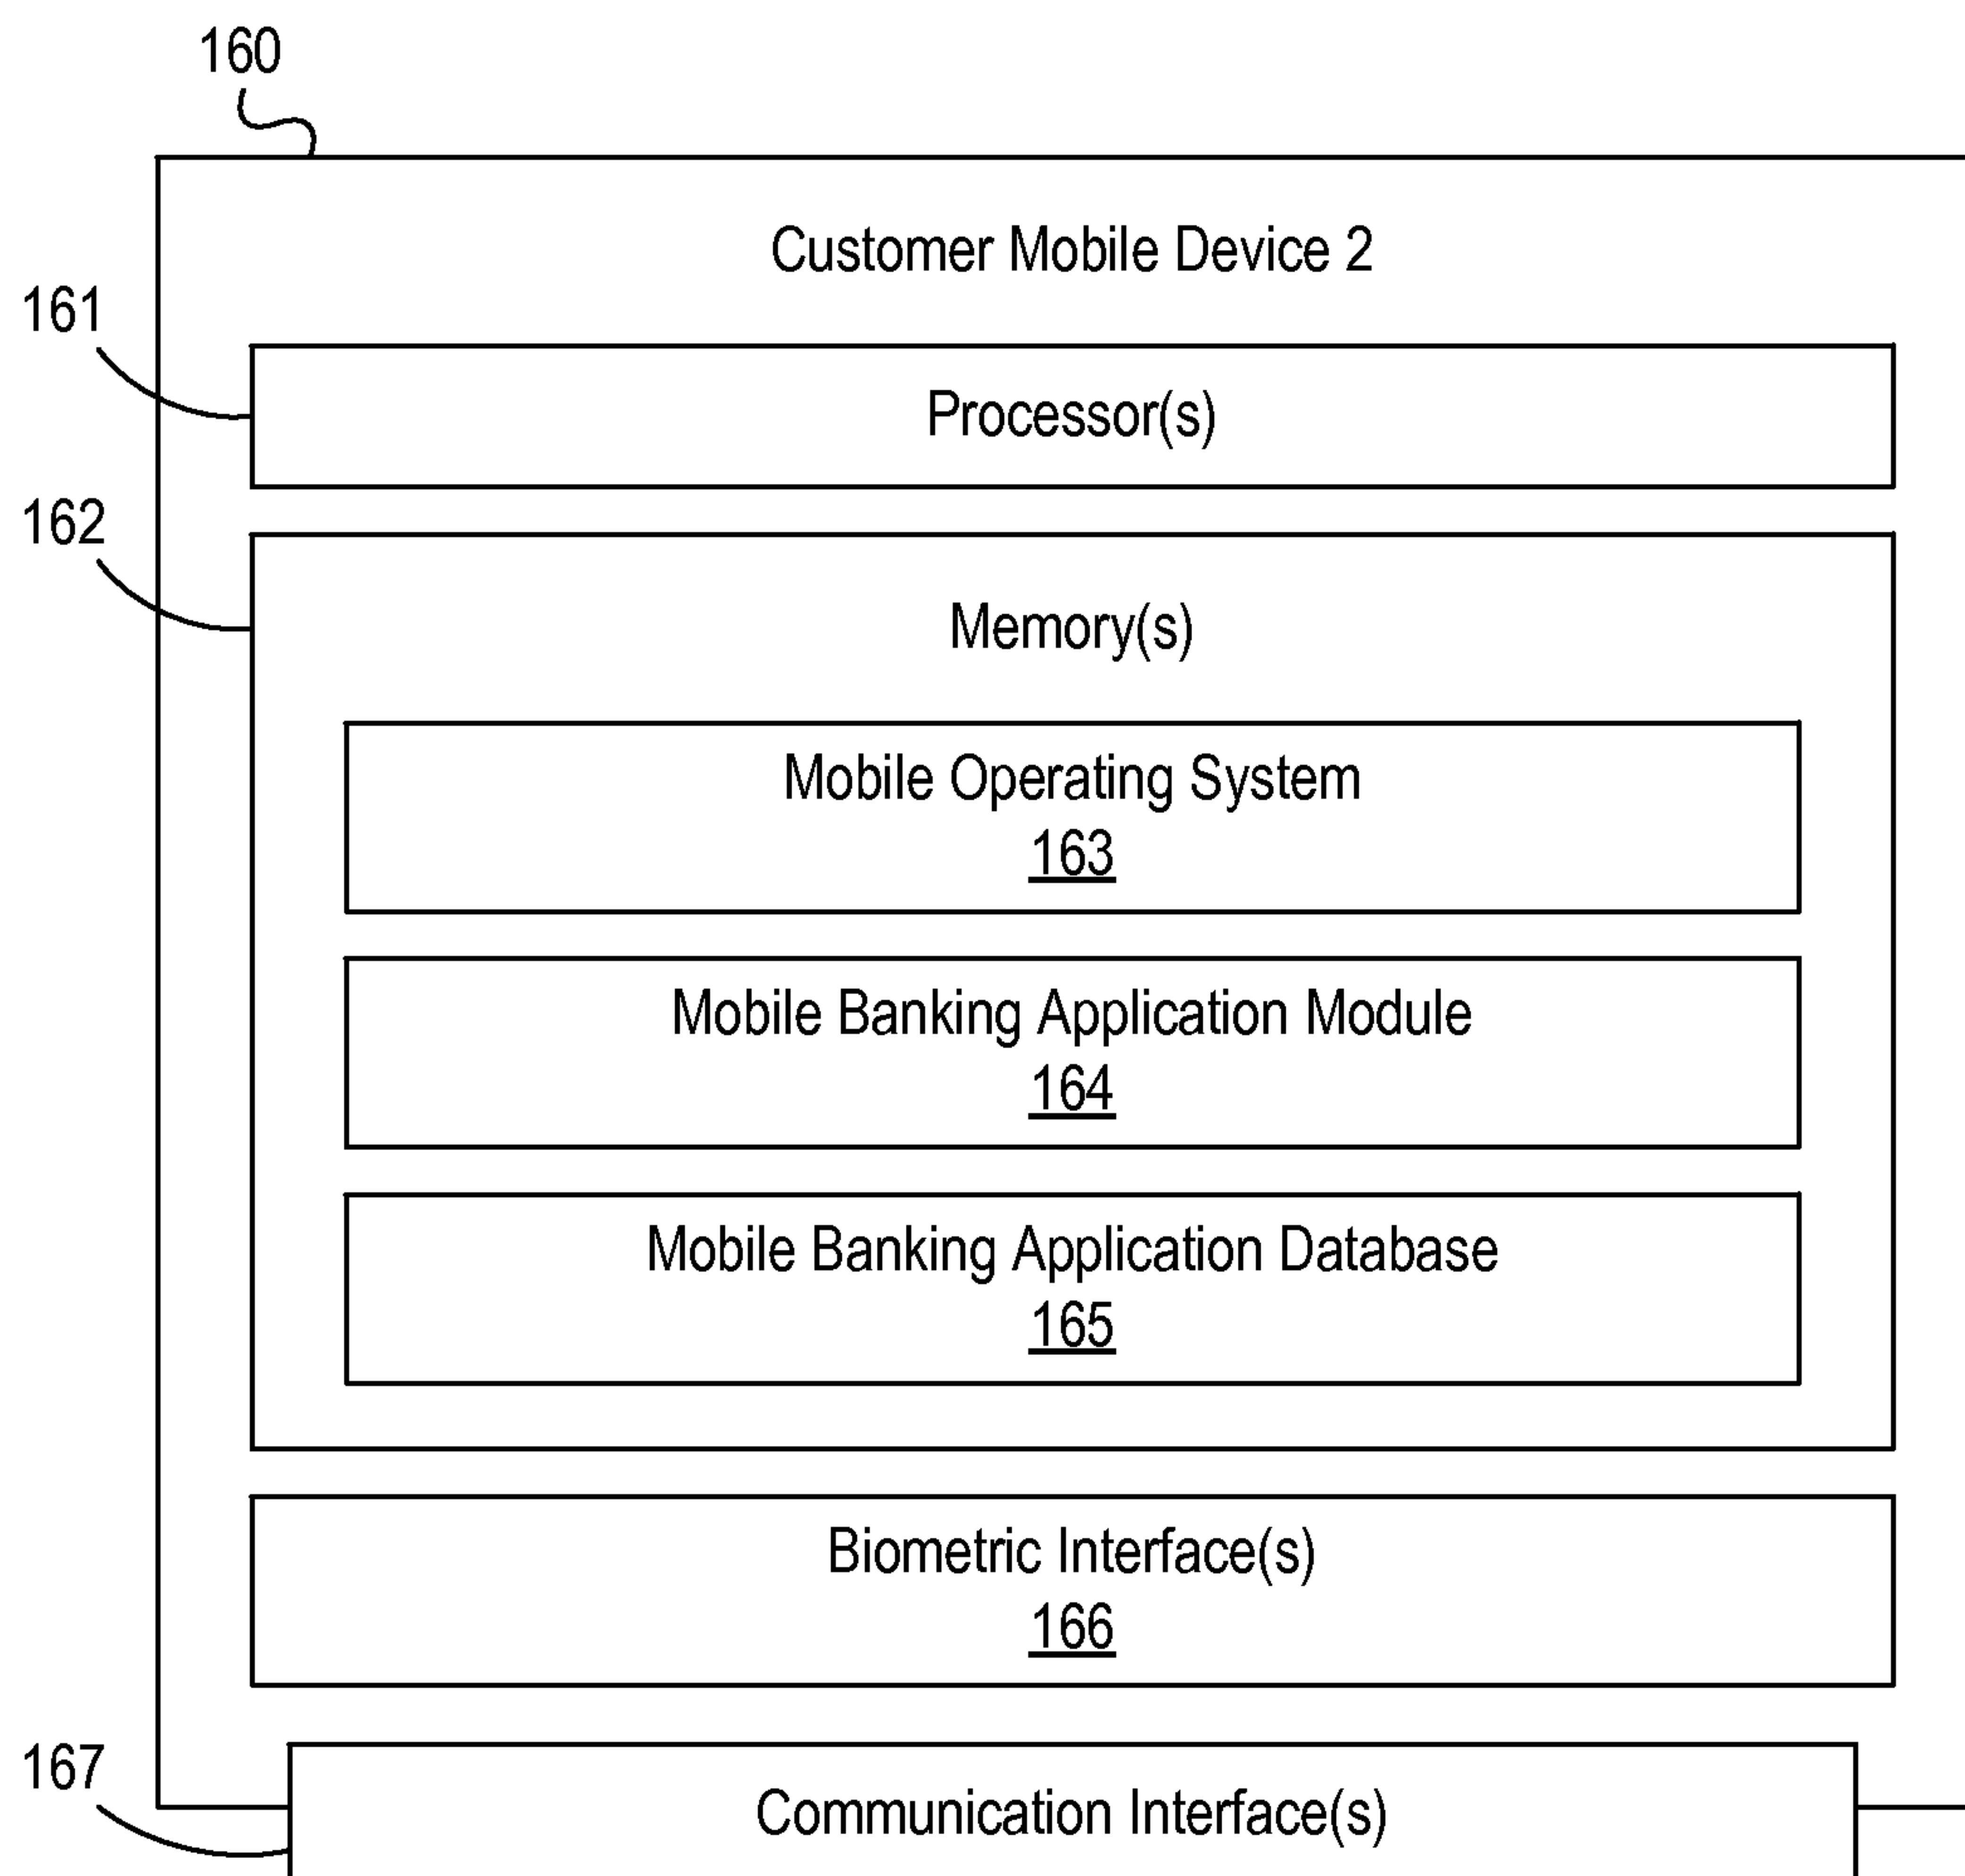 160
Customer Mobile Device 2
161
Processor(s)
162
Memory(s)
Mobile Operating System
163
Mobile Banking Application Module
164
Mobile Banking Application Database
165
Biometric Interface(s)
166
167
Communication Interface(s)